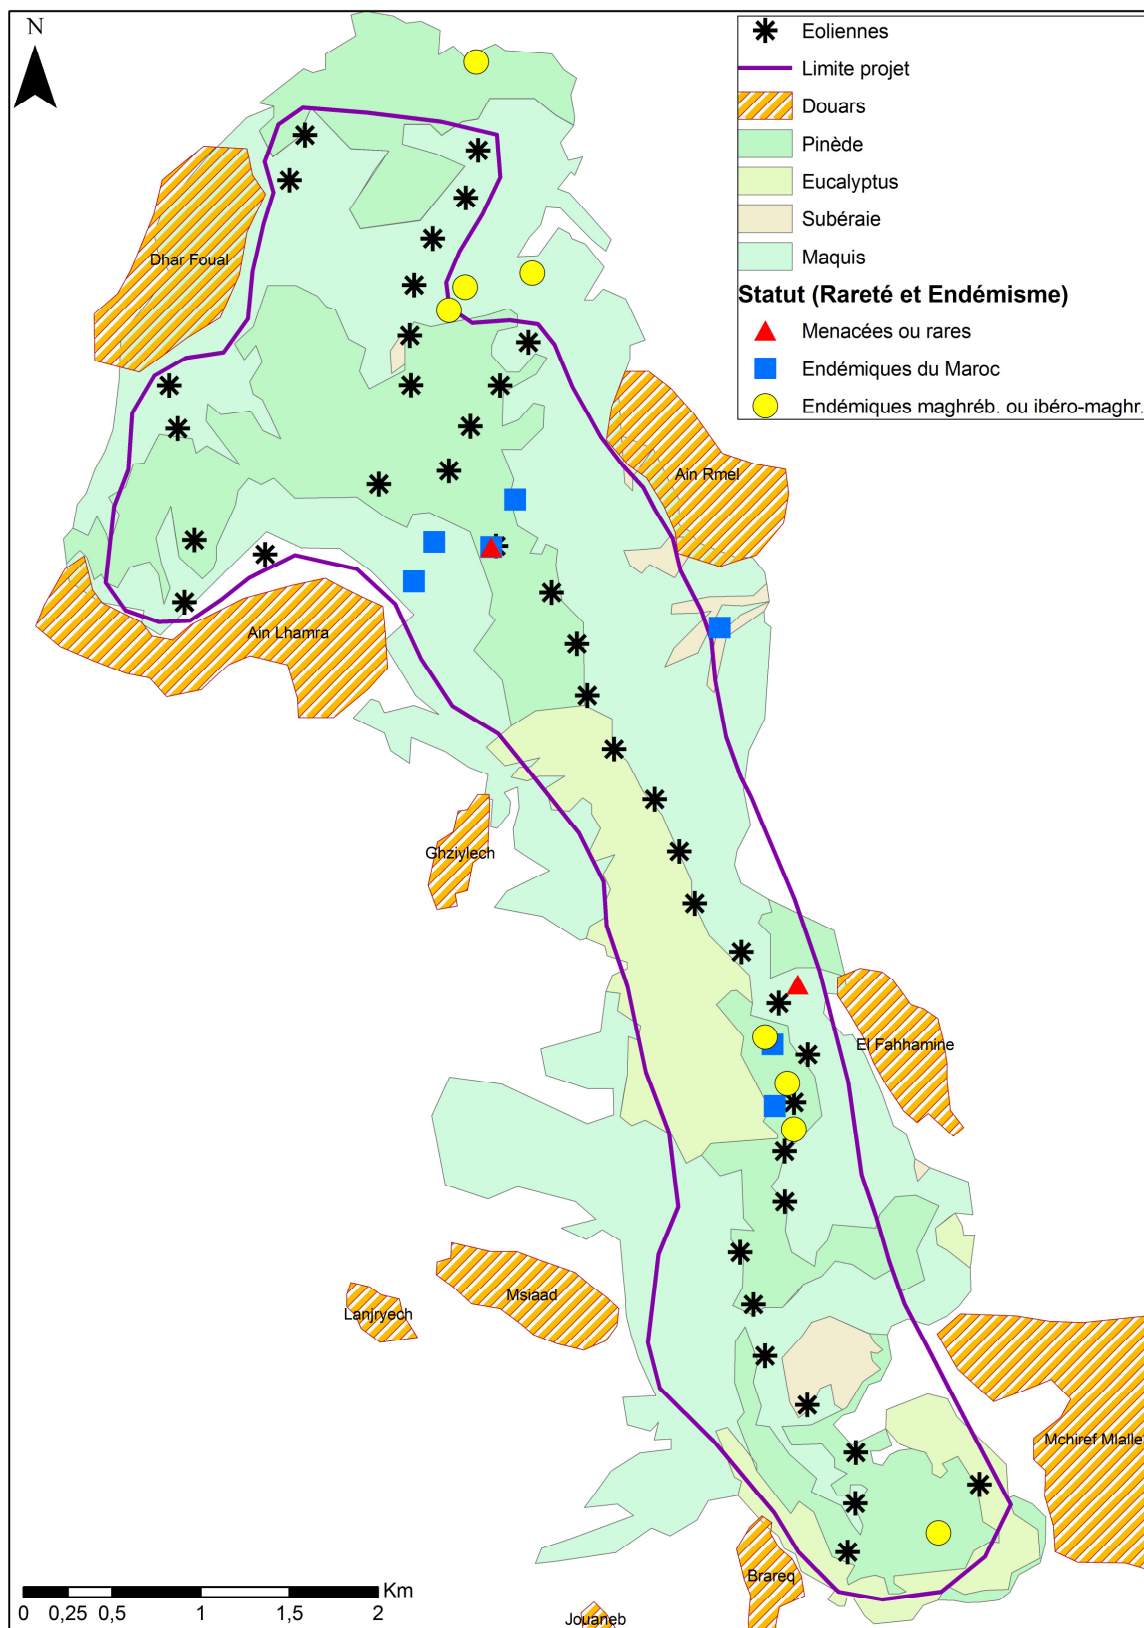 N
Eoliennes
Limite projet
Douars
Pinède
Eucalyptus
Subéraie
Maquis
Statut (Rareté et Endémisme)
Menacées ou rares
Endémiques du Maroc
Endémiques maghréb. ou ibéro-maghr.
Dhar Foual
Ain Rmel
Ain Lhamra
Ghziylech
El Fahhamine
Msiaad
Lanjryech
Mchiref Mlalle
Brareq
Jouaneb
Km
0 0,25 0,5 1 1,5 2